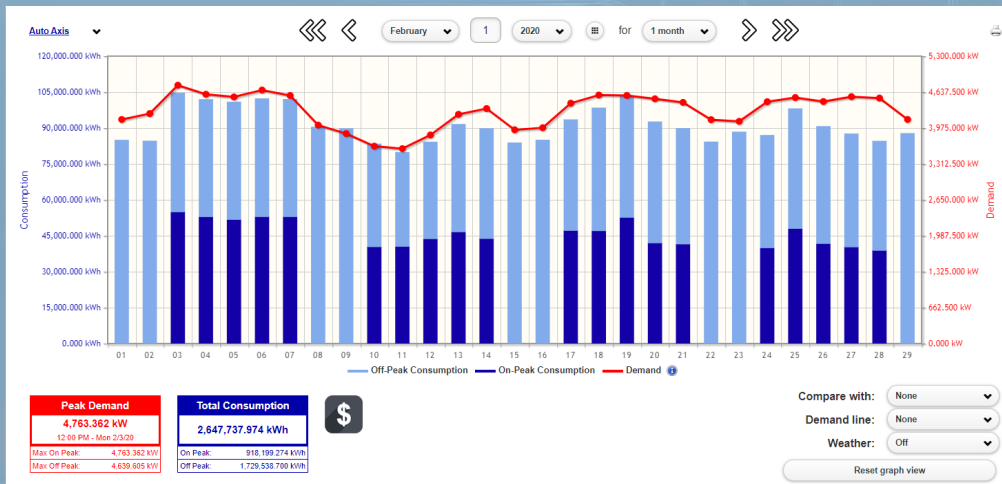 Auto Axis
February 1 2020 for 1 month
120,000.000 kWh 5,300.000 kW
105,000.000 kWh 4,637.500 kW
90,000.000 kWh 3,975.000 kW
75,000.000 kWh 3,312.500 kW
60,000.000 kWh 2,650.000 kW
45,000.000 kWh 1,987.500 kW
30,000.000 kWh 1,325.000 kW
15,000.000 kWh 662.500 kW
0.000 kWh 0.000 kW
Consumption
Demand
01 02 03 04 05 06 07 08 09 10 11 12 13 14 15 16 17 18 19 20 21 22 23 24 25 26 27 28 29
Off-Peak Consumption On-Peak Consumption Demand i
Peak Demand
4,763.362 kW
12:00 PM - Mon 2/3/20
Max On Peak: 4,763.362 kW
Max Off Peak: 4,639.605 kW
Total Consumption
2,647,737.974 kWh
On Peak: 918,199.274 kWh
Off Peak: 1,729,538.700 kWh
$
Compare with: None
Demand line: None
Weather: Off
Reset graph view